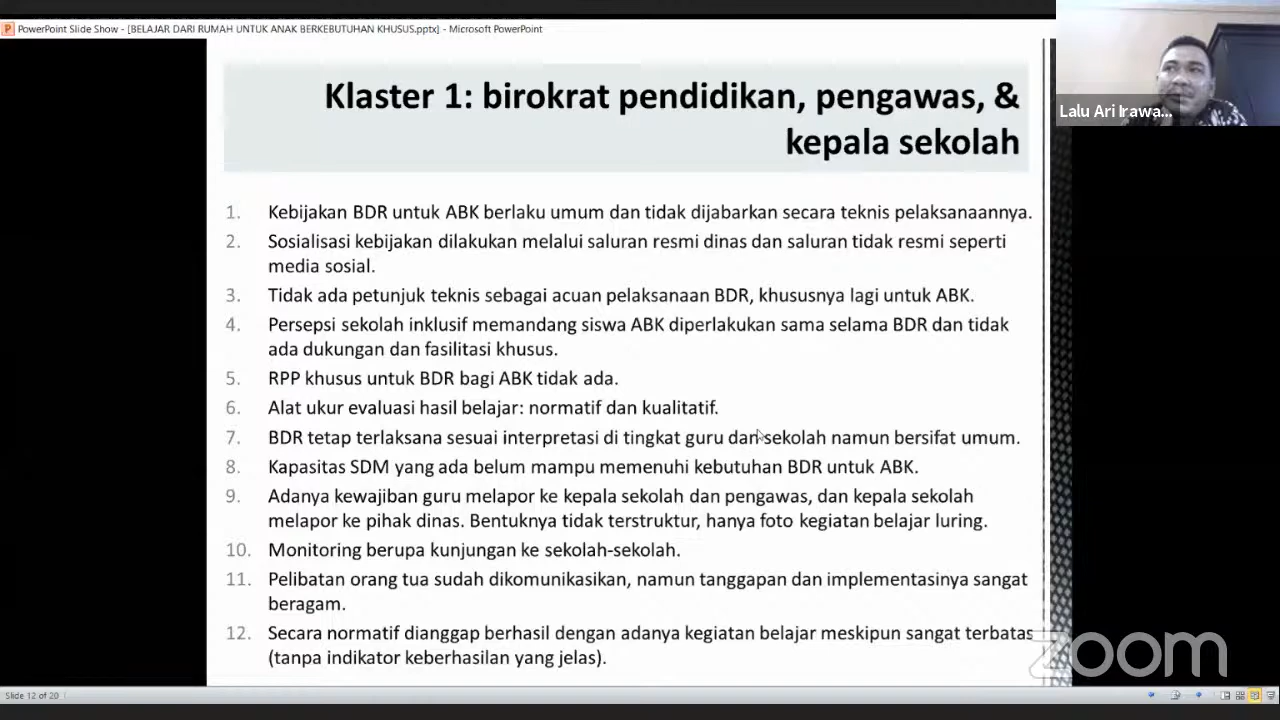 PowerPoint Slide Show - [BELAJAR DARI RUMAH UNTUK ANAK BERKEBUTUHAN KHUSUS.pptx] - Microsoft PowerPoint
Lalu Ari Irawa...
Klaster 1: birokrat pendidikan, pengawas, &
kepala sekolah
1. Kebijakan BDR untuk ABK berlaku umum dan tidak dijabarkan secara teknis pelaksanaannya.
2. Sosialisasi kebijakan dilakukan melalui saluran resmi dinas dan saluran tidak resmi seperti
media sosial.
3. Tidak ada petunjuk teknis sebagai acuan pelaksanaan BDR, khususnya lagi untuk ABK.
4. Persepsi sekolah inklusif memandang siswa ABK diperlakukan sama selama BDR dan tidak
ada dukungan dan fasilitasi khusus.
5. RPP khusus untuk BDR bagi ABK tidak ada.
6. Alat ukur evaluasi hasil belajar: normatif dan kualitatif.
7. BDR tetap terlaksana sesuai interpretasi di tingkat guru dan sekolah namun bersifat umum.
8. Kapasitas SDM yang ada belum mampu memenuhi kebutuhan BDR untuk ABK.
9. Adanya kewajiban guru melapor ke kepala sekolah dan pengawas, dan kepala sekolah
melapor ke pihak dinas. Bentuknya tidak terstruktur, hanya foto kegiatan belajar luring.
10. Monitoring berupa kunjungan ke sekolah-sekolah.
11. Pelibatan orang tua sudah dikomunikasikan, namun tanggapan dan implementasinya sangat
beragam.
12. Secara normatif dianggap berhasil dengan adanya kegiatan belajar meskipun sangat terbatas
(tanpa indikator keberhasilan yang jelas).
zoom
Slide 12 of 20